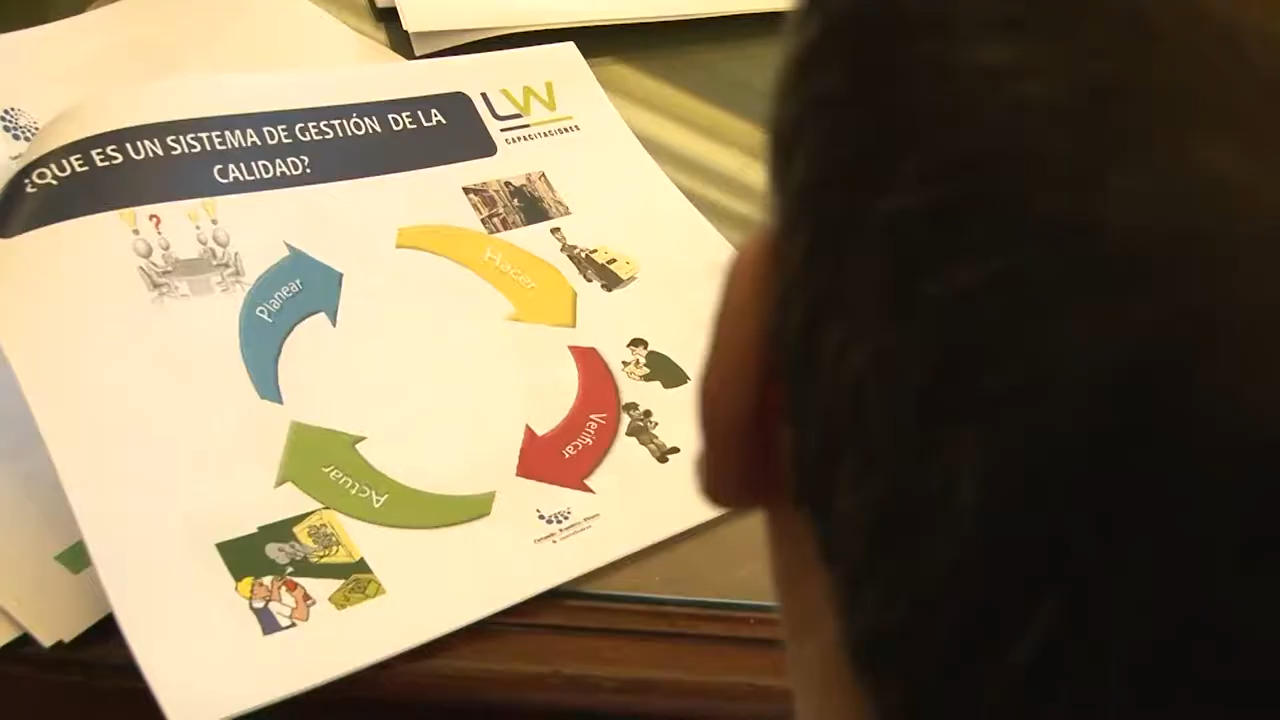 ¿QUE ES UN SISTEMA DE GESTIÓN DE LA
CALIDAD?
LW
CAPACITACIONES
Planear
Hacer
Verificar
Actuar